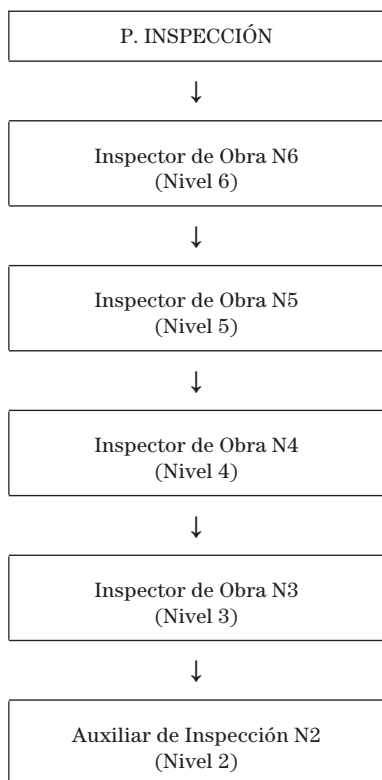 P. INSPECCIÓN
↓
Inspector de Obra N6
(Nivel 6)
↓
Inspector de Obra N5
(Nivel 5)
↓
Inspector de Obra N4
(Nivel 4)
↓
Inspector de Obra N3
(Nivel 3)
↓
Auxiliar de Inspección N2
(Nivel 2)